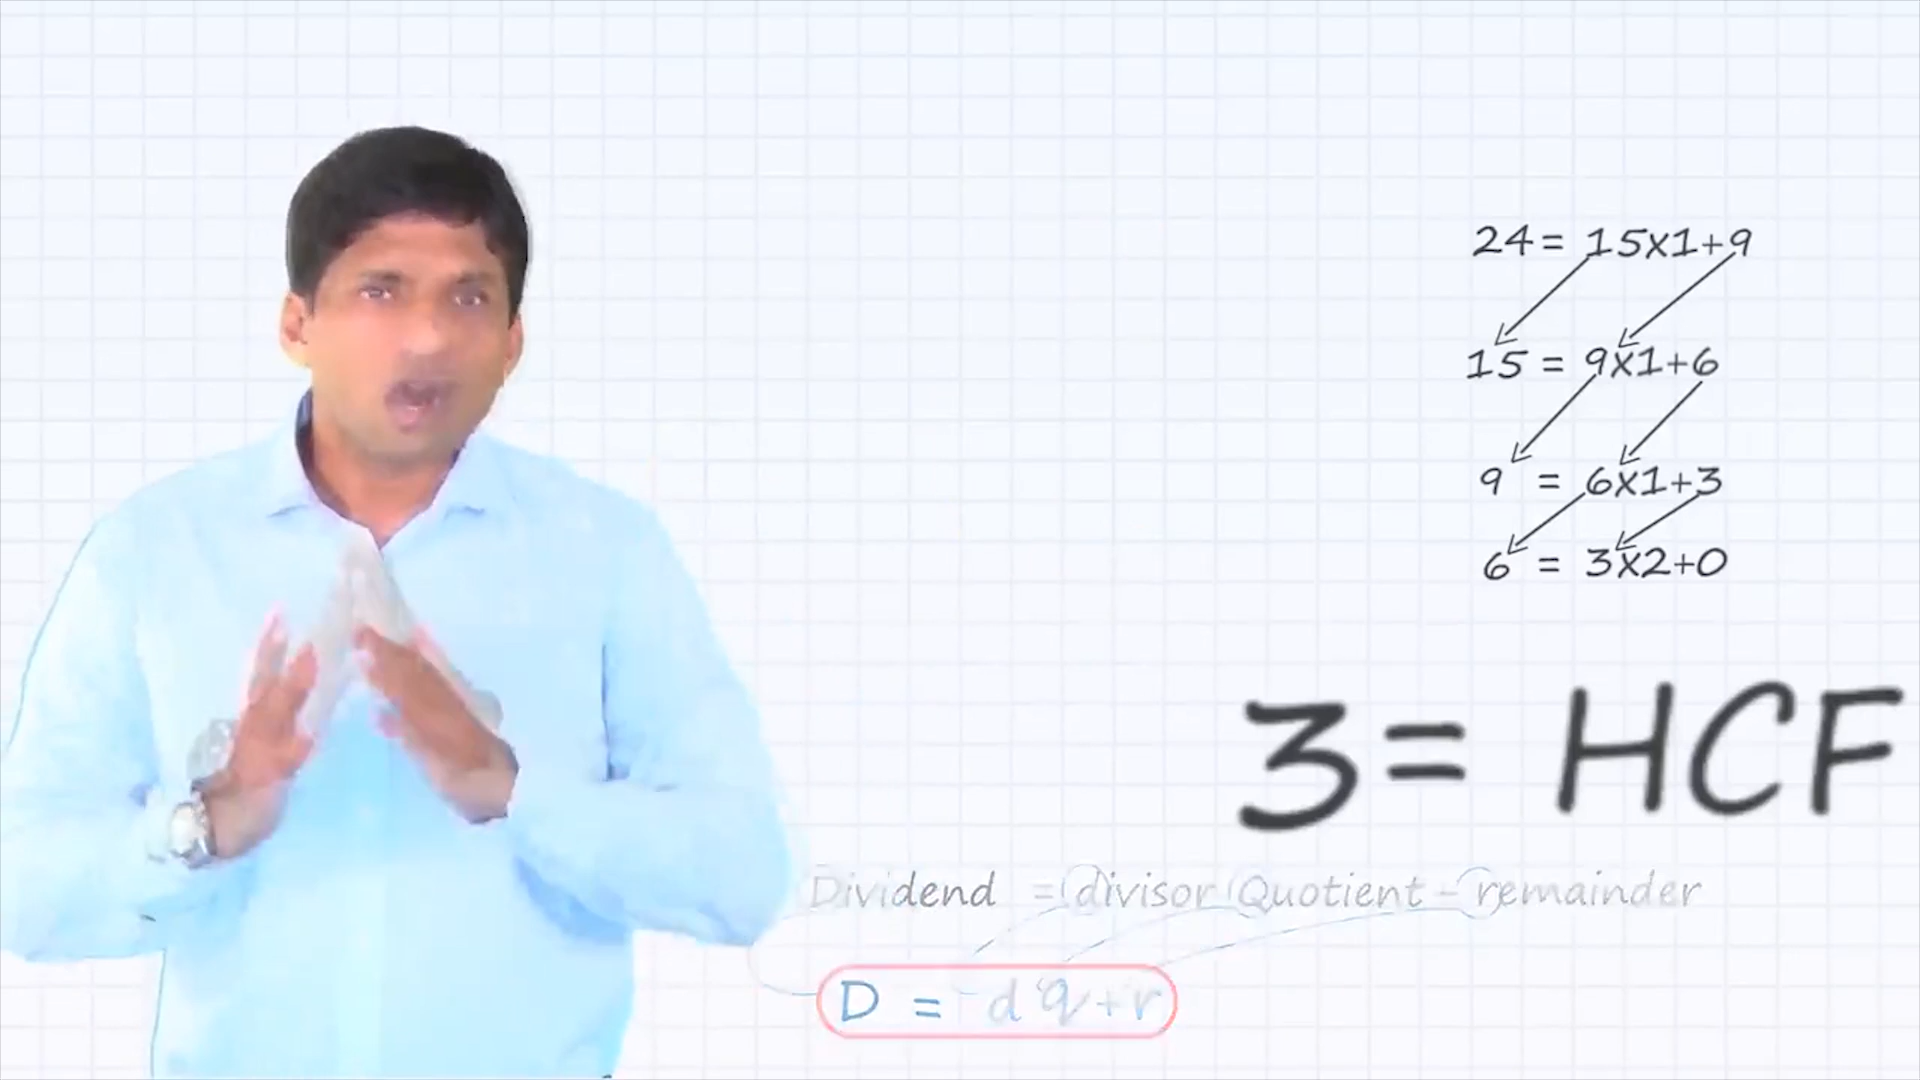 24 = 15x1+9
15 = 9x1+6
9 = 6x1+3
6 = 3x2+0
3 = HCF
Dividend = divisor Quotient - remainder
D = dq+r